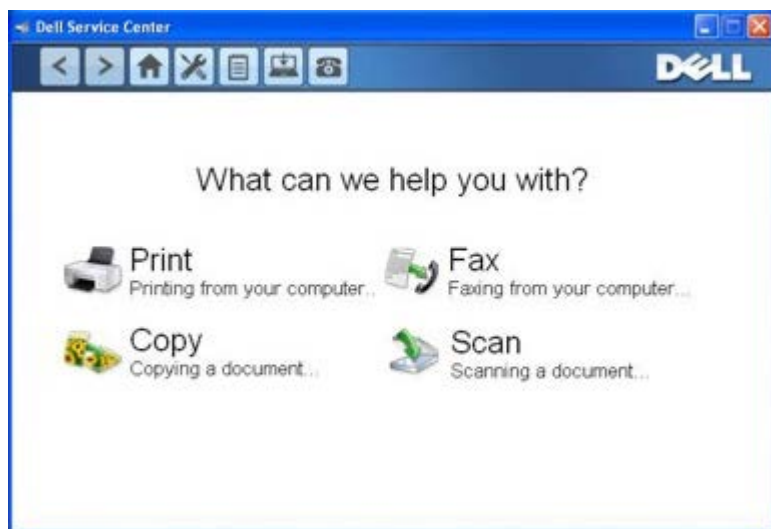 Dell Service Center
DELL
What can we help you with?
Print
Printing from your computer..
Fax
Faxing from your computer...
Copy
Copying a document...
Scan
Scanning a document...